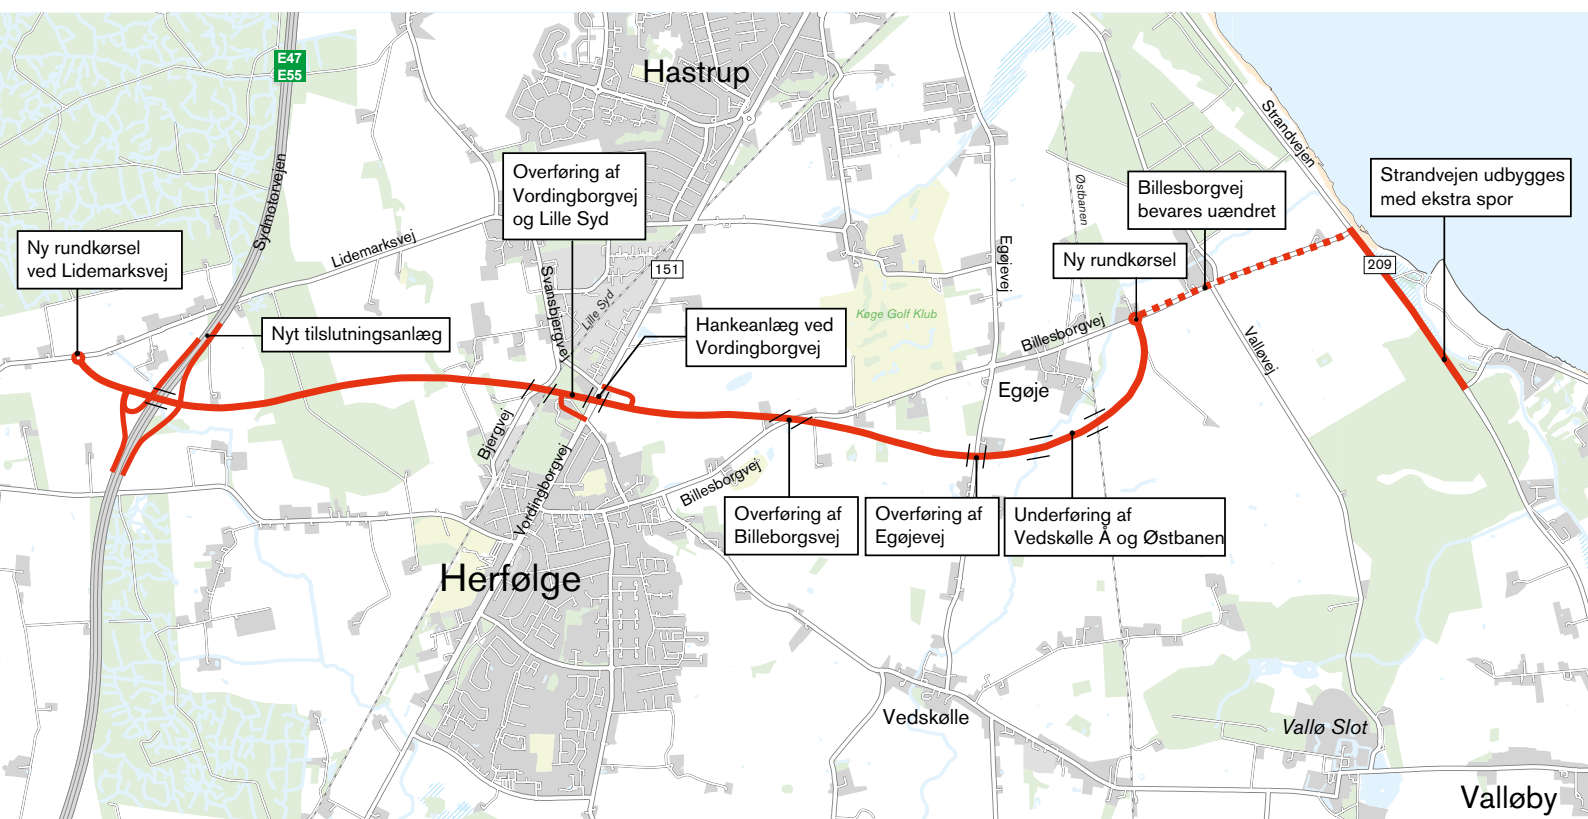 E47
E55
Hastrup
Strandvejen
Sydmotorvejen
Overføring af
Vordingborgvej
og Lille Syd
Østbanen
Billesborgvej
bevares uændret
Strandvejen udbygges
med ekstra spor
Ny rundkørsel
ved Lidemarksvej
Lidemarksvej
Svansbjergvej
Lille Syd
151
Egøjevej
Ny rundkørsel
209
Nyt tilslutningsanlæg
Hankeanlæg ved
Vordingborgvej
Køge Golf Klub
Billesborgvej
Valløvej
Egøje
Bjergvej
Vordingborgvej
Billesborgvej
Overføring af
Billeborgsvej
Overføring af
Egøjevej
Underføring af
Vedskølle Å og Østbanen
Herfølge
Vedskølle
Vallø Slot
Valløby